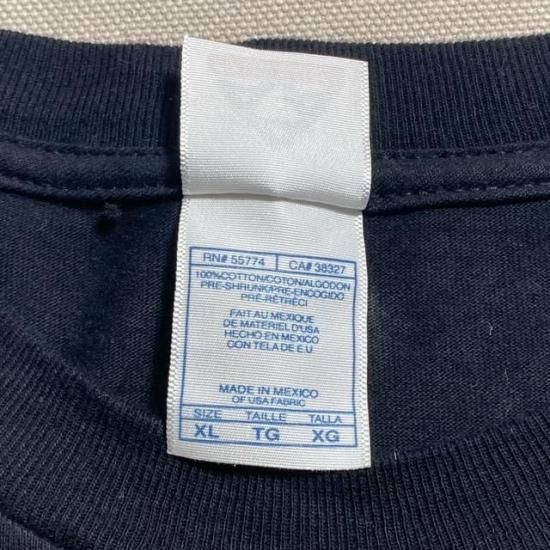 RN# 55774 CA# 38327
100%COTTON/COTON/ALGODON
PRE-SHRUNK/PRE-ENCOGIDO
PRÉ-RÉTRÉCI
FAIT AU MEXIQUE
DE MATERIEL D'USA
HECHO EN MEXICO
CON TELA DE E.U
MADE IN MEXICO
OF USA FABRIC
SIZE TAILLE TALLA
XL TG XG